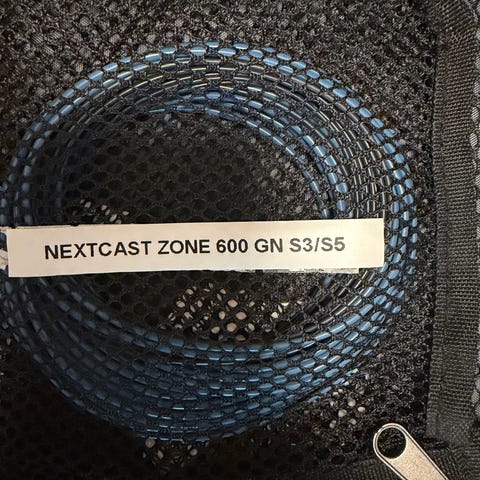 NEXTCAST ZONE 600 GN S3/S5